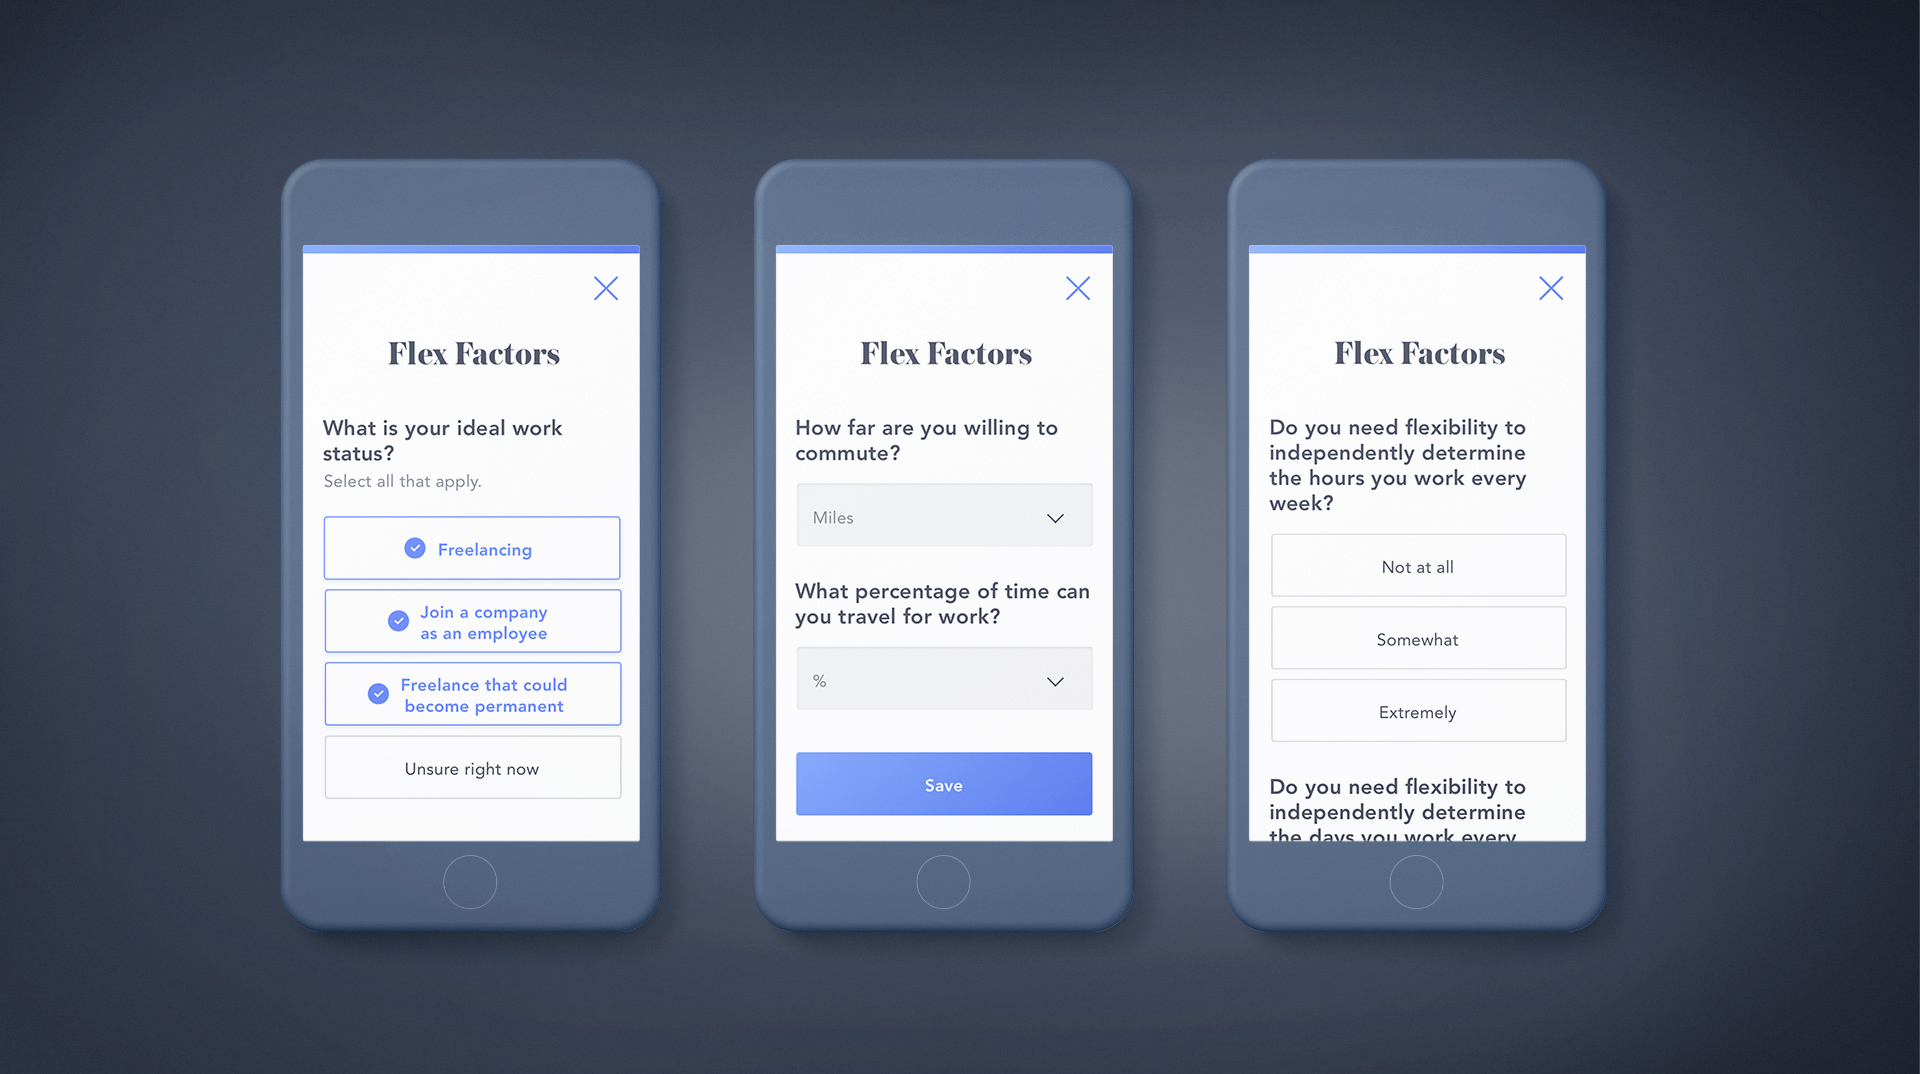 Flex Factors
What is your ideal work
status?
Select all that apply.
Freelancing
Join a company
as an employee
Freelance that could
become permanent
Unsure right now
Flex Factors
How far are you willing to
commute?
Miles
What percentage of time can
you travel for work?
%
Save
Flex Factors
Do you need flexibility to
independently determine
the hours you work every
week?
Not at all
Somewhat
Extremely
Do you need flexibility to
independently determine
the days you work every